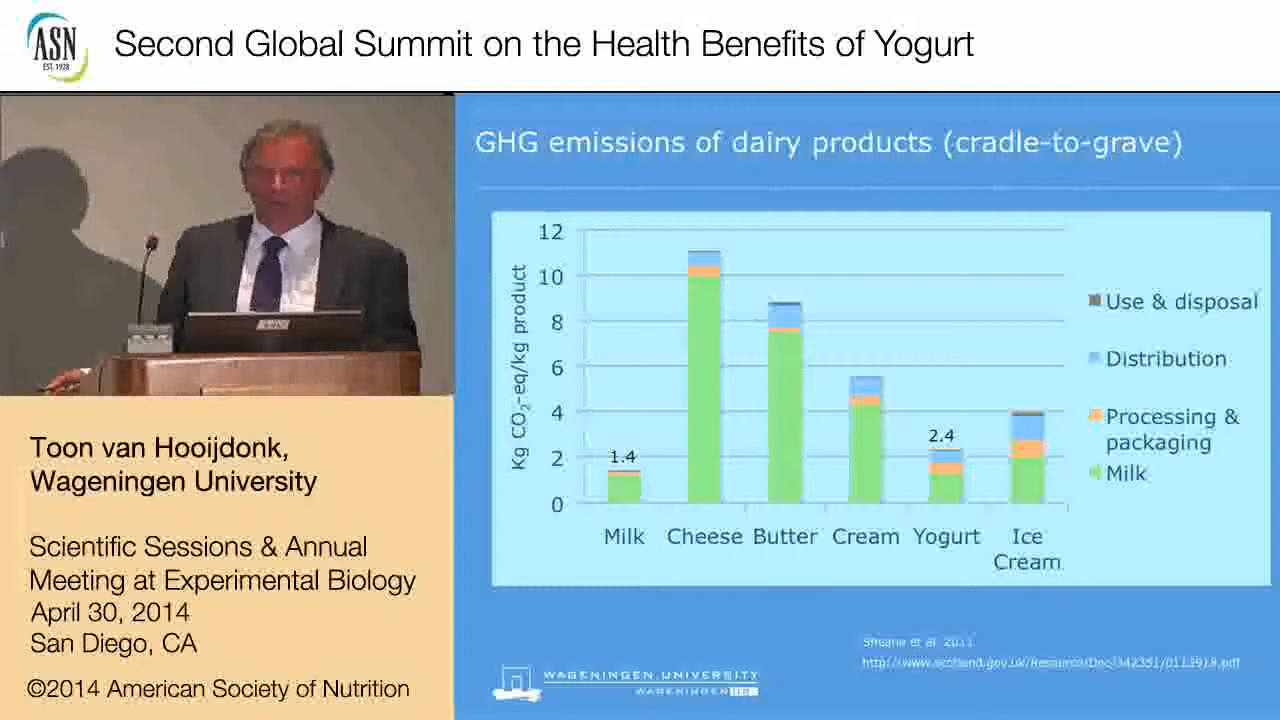 ASN
EST. 1928
Second Global Summit on the Health Benefits of Yogurt
GHG emissions of dairy products (cradle-to-grave)
Kg CO₂-eq/kg product
12
10
8
6
4
2
0
1.4
2.4
Milk
Cheese
Butter
Cream
Yogurt
Ice
Cream
Use & disposal
Distribution
Processing &
packaging
Milk
Toon van Hooijdonk,
Wageningen University
Scientific Sessions & Annual
Meeting at Experimental Biology
April 30, 2014
San Diego, CA
©2014 American Society of Nutrition
et al. 2011
WAGENINGEN UNIVERSITY
WAGENINGEN UR